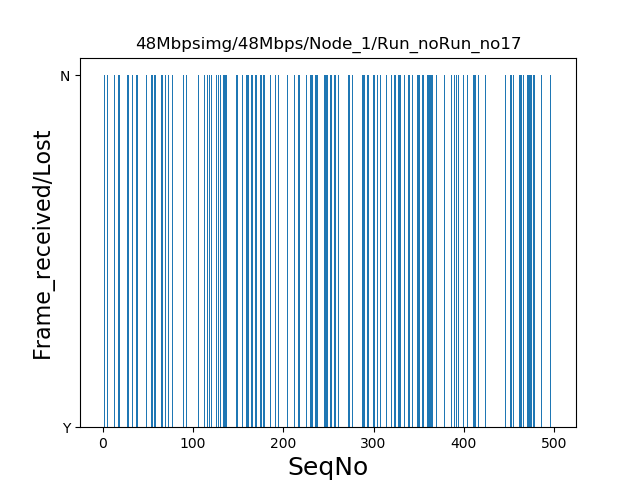 48Mbpsimg/48Mbps/Node_1/Run_noRun_no17
N
Frame_received/Lost
Y
0 100 200 300 400 500
SeqNo